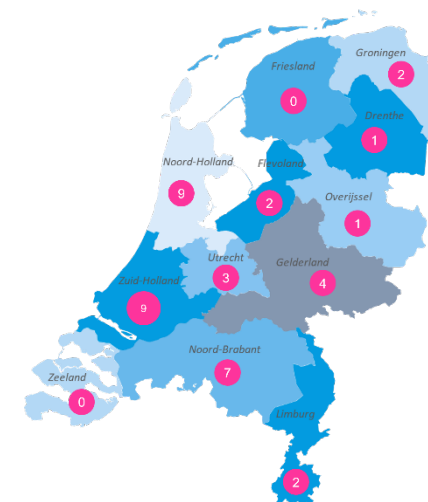 Groningen
2
Friesland
0
Drenthe
1
Noord-Holland
9
Flevoland
2
Overijssel
1
Utrecht
3
Gelderland
4
Zuid-Holland
9
Noord-Brabant
7
Zeeland
0
Limburg
2